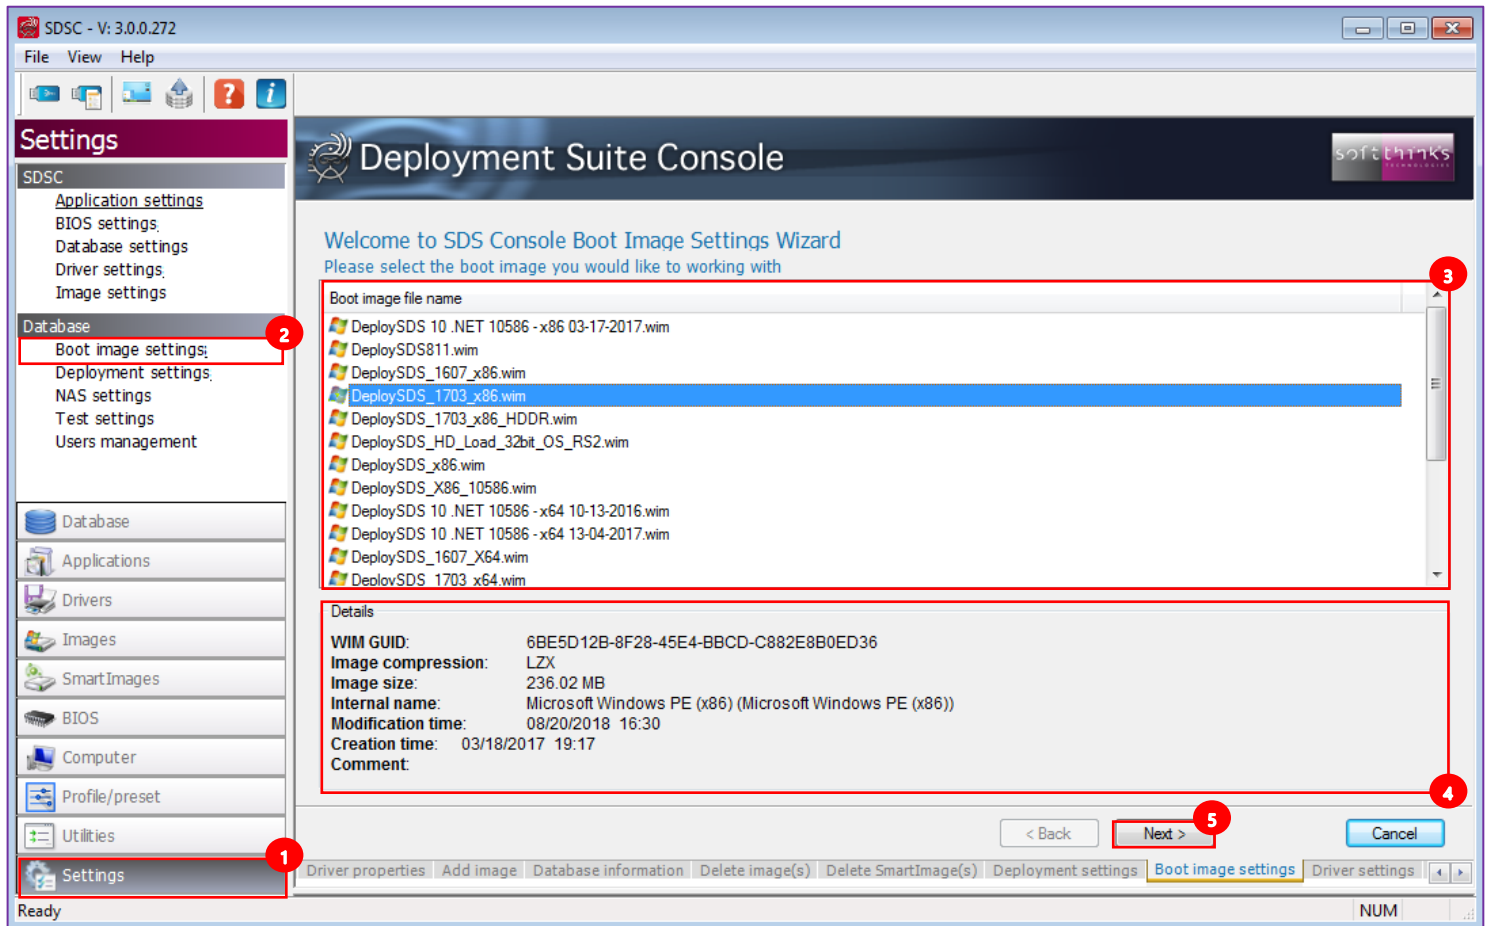 SDSC - V: 3.0.0.272
File View Help
Settings
SDSC
Application settings
BIOS settings
Database settings
Driver settings
Image settings
Database
2
Boot image settings
Deployment settings
NAS settings
Test settings
Users management
Database
Applications
Drivers
Images
SmartImages
BIOS
Computer
Profile/preset
Utilities
1
Settings
Deployment Suite Console
softthinks
TECHNOLOGIES
Welcome to SDS Console Boot Image Settings Wizard
Please select the boot image you would like to working with
3
Boot image file name
DeploySDS 10 .NET 10586 - x86 03-17-2017.wim
DeploySDS811.wim
DeploySDS_1607_x86.wim
DeploySDS_1703_x86.wim
DeploySDS_1703_x86_HDDR.wim
DeploySDS_HD_Load_32bit_OS_RS2.wim
DeploySDS_x86.wim
DeploySDS_X86_10586.wim
DeploySDS 10 .NET 10586 - x64 10-13-2016.wim
DeploySDS 10 .NET 10586 - x64 13-04-2017.wim
DeploySDS_1607_X64.wim
DeploySDS_1703_x64.wim
Details
WIM GUID: 6BE5D12B-8F28-45E4-BBCD-C882E8B0ED36
Image compression: LZX
Image size: 236.02 MB
Internal name: Microsoft Windows PE (x86) (Microsoft Windows PE (x86))
Modification time: 08/20/2018 16:30
Creation time: 03/18/2017 19:17
Comment:
4
5
< Back Next > Cancel
Driver properties Add image Database information Delete image(s) Delete SmartImage(s) Deployment settings Boot image settings Driver settings
Ready NUM